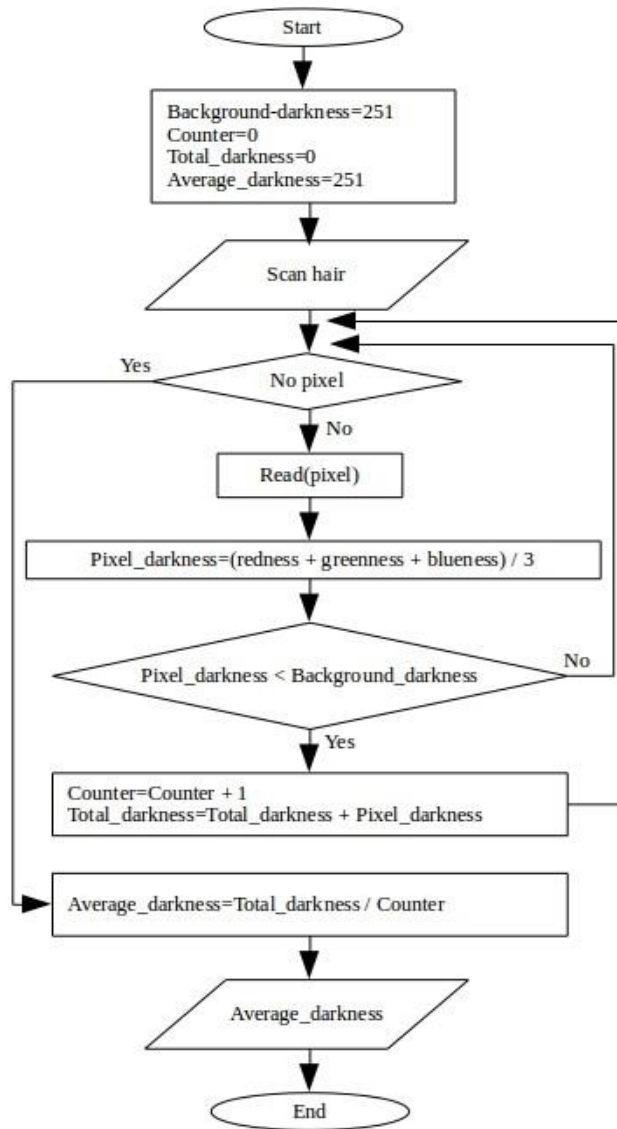 Start
Background-darkness=251
Counter=0
Total_darkness=0
Average_darkness=251
Scan hair
Yes
No pixel
No
Read(pixel)
Pixel_darkness=(redness + greenness + blueness) / 3
Pixel_darkness < Background_darkness
No
Yes
Counter=Counter + 1
Total_darkness=Total_darkness + Pixel_darkness
Average_darkness=Total_darkness / Counter
Average_darkness
End